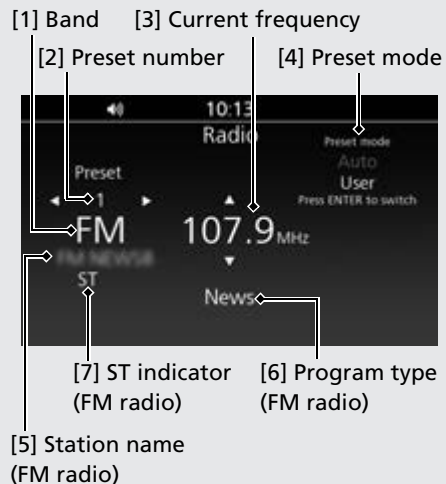 [1] Band [3] Current frequency
[2] Preset number [4] Preset mode
10:13
Radio
Preset mode
Auto
User
Press ENTER to switch
Preset
1
FM
107.9 MHz
ST
News
[7] ST indicator
(FM radio)
[6] Program type
(FM radio)
[5] Station name
(FM radio)